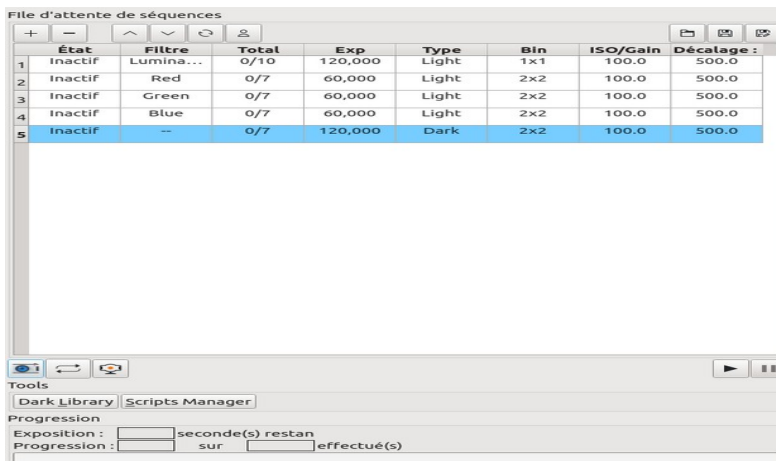 FIle d'attente de séquences
État Filtre Total Exp Type Bin ISO/Gain Décalage :
1 Inactif Lumina... 0/10 120,000 Light 1x1 100.0 500.0
2 Inactif Red 0/7 60,000 Light 2x2 100.0 500.0
3 Inactif Green 0/7 60,000 Light 2x2 100.0 500.0
4 Inactif Blue 0/7 60,000 Light 2x2 100.0 500.0
5 Inactif -- 0/7 120,000 Dark 2x2 100.0 500.0
Tools
Dark Library Scripts Manager
Progression
Exposition : seconde(s) restan
Progression : sur effectué(s)